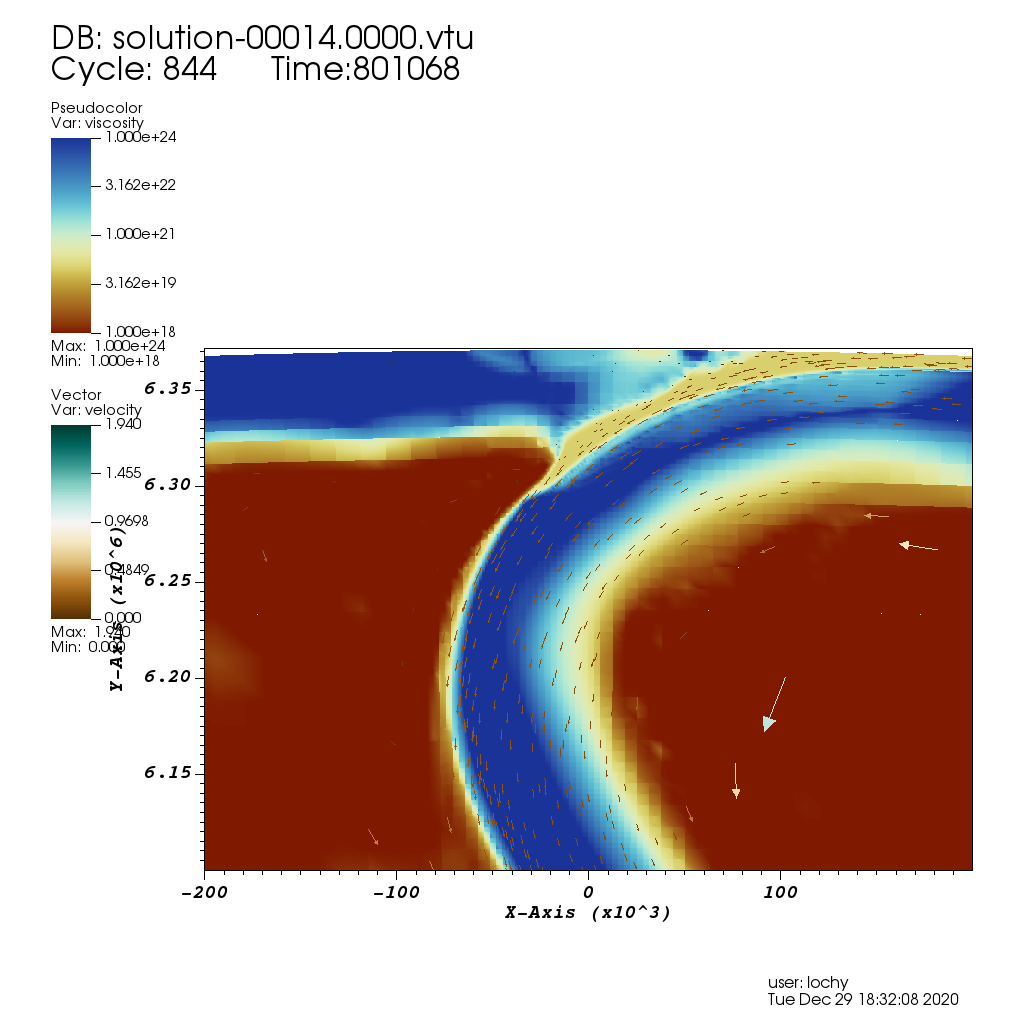 DB: solution-00014.0000.vtu
Cycle: 844 Time:801068
Pseudocolor
Var: viscosity
1.000e+24
3.162e+22
1.000e+21
3.162e+19
1.000e+18
Max: 1.000e+24
Min: 1.000e+18
Vector
Var: velocity
1.940
1.455
0.9698
0.4849
0.000
Max: 1.940
Min: 0.000
Y-Axis (x10^6)
6.35
6.30
6.25
6.20
6.15
-200 -100 0 100
X-Axis (x10^3)
user: lochy
Tue Dec 29 18:32:08 2020